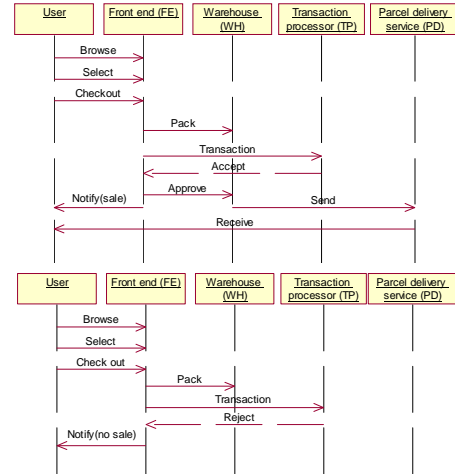 User
Front end (FE)
Warehouse
(WH)
Transaction
processor (TP)
Parcel delivery
service (PD)
Browse
Select
Checkout
Pack
Transaction
Accept
Approve
Notify(sale)
Send
Receive
User
Front end (FE)
Warehouse
(WH)
Transaction
processor (TP)
Parcel delivery
service (PD)
Browse
Select
Check out
Pack
Transaction
Reject
Notify(no sale)